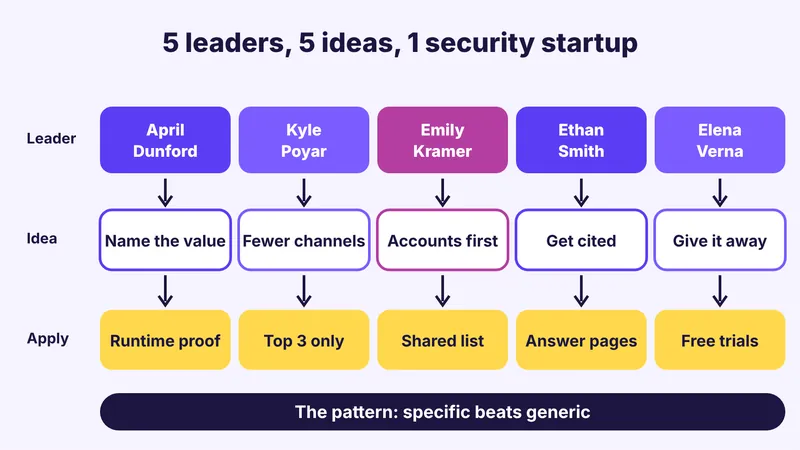 5 leaders, 5 ideas, 1 security startup
Leader
April
Dunford
Kyle
Poyar
Emily
Kramer
Ethan
Smith
Elena
Verna
Idea
Name the value
Fewer channels
Accounts first
Get cited
Give it away
Apply
Runtime proof
Top 3 only
Shared list
Answer pages
Free trials
The pattern: specific beats generic